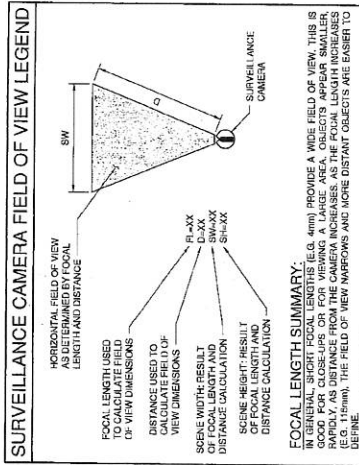 SURVEILLANCE CAMERA FIELD OF VIEW LEGEND
HORIZONTAL FIELD OF VIEW
AS DETERMINED BY FOCAL
LENGTH AND DISTANCE
SW
D
FOCAL LENGTH USED
TO CALCULATE FIELD
OF VIEW DIMENSIONS
DISTANCE USED TO
CALCULATE FIELD OF
VIEW DIMENSIONS
SCENE WIDTH: RESULT
OF FOCAL LENGTH AND
DISTANCE CALCULATION
SCENE HEIGHT: RESULT
OF FOCAL LENGTH AND
DISTANCE CALCULATION
FL=XX
D=XX
SW=XX
SH=XX
SURVEILLANCE
CAMERA
FOCAL LENGTH SUMMARY:
IN GENERAL, SHORT FOCAL LENGTHS (E.G. 4mm) PROVIDE A WIDE FIELD OF VIEW. THIS IS
GOOD FOR CLOSE-UPS OR FOR VIEWING A LARGE AREA. OBJECTS APPEAR SMALLER,
RAPIDLY, AS DISTANCE FROM THE CAMERA INCREASES. AS THE FOCAL LENGTH INCREASES
(E.G. 115mm), THE FIELD OF VIEW NARROWS AND MORE DISTANT OBJECTS ARE EASIER TO
DEFINE.